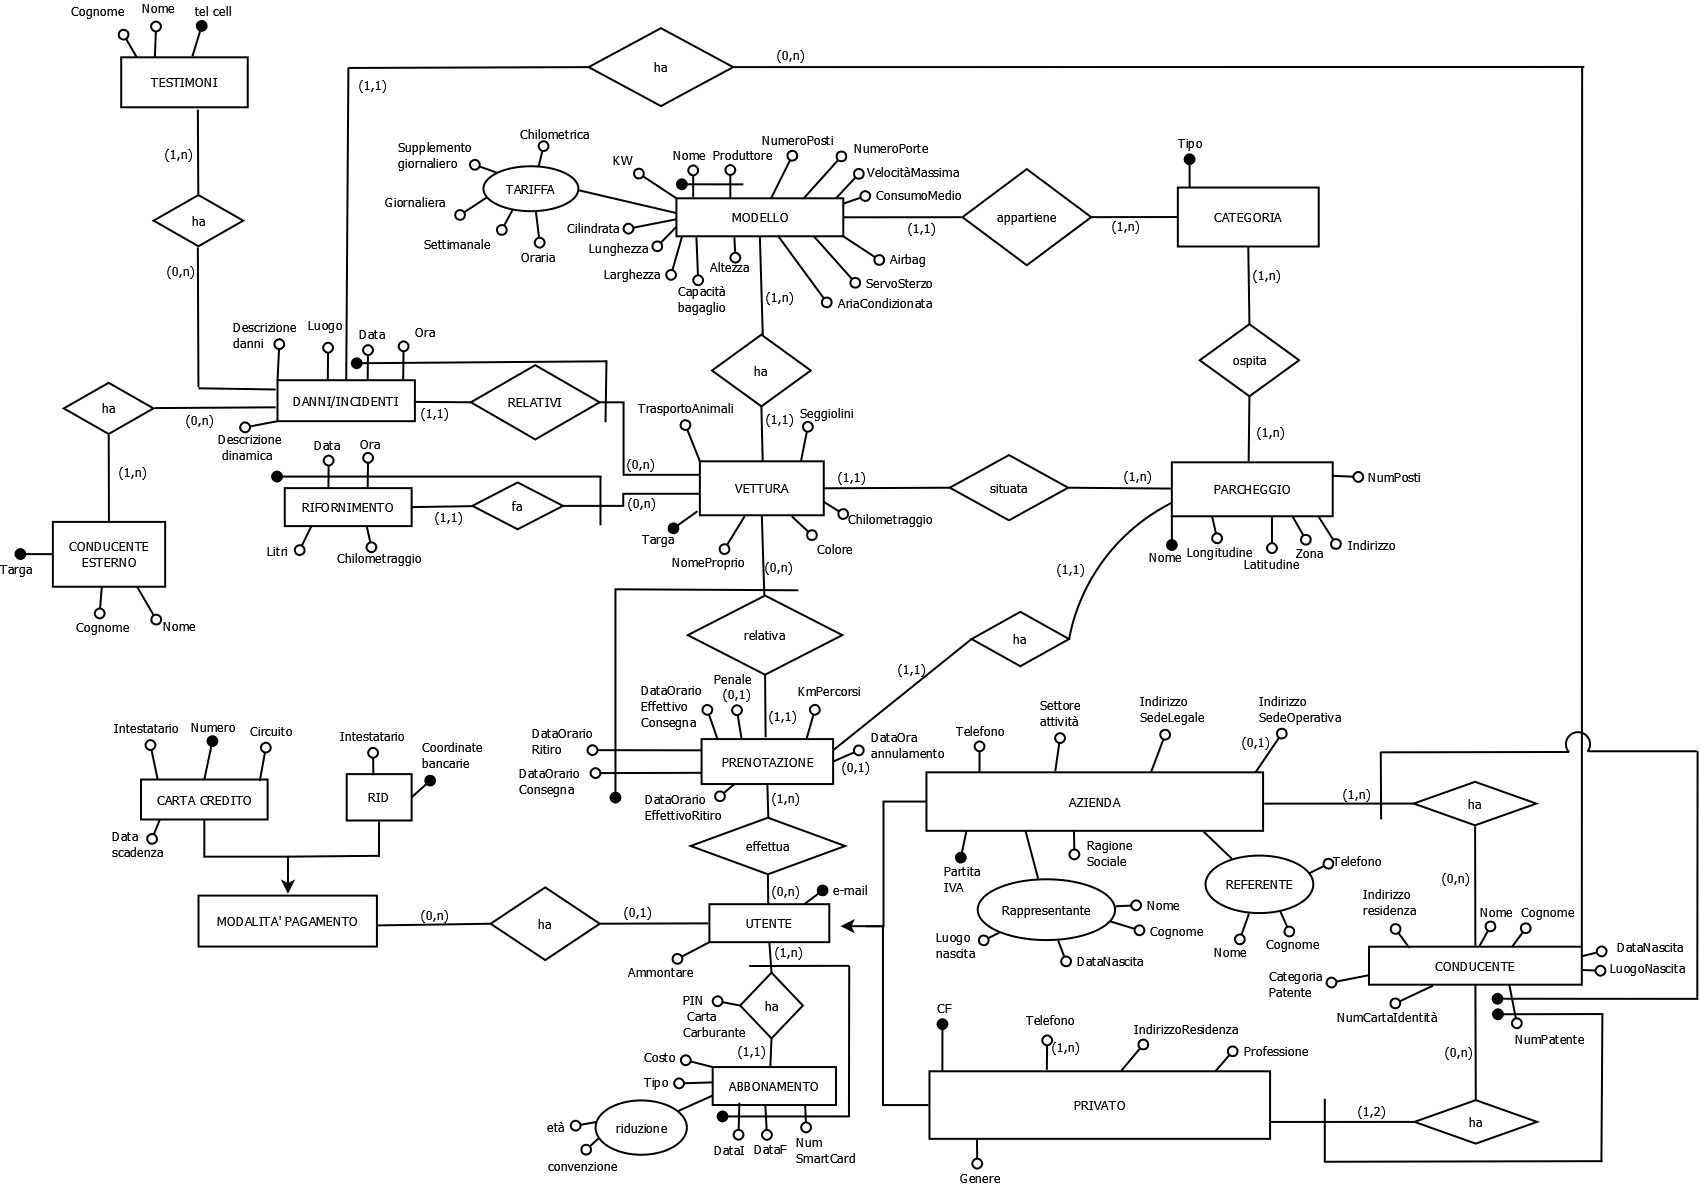 Cognome
Nome
tel cell
TESTIMONI
(1,n)
ha
(0,n)
ha
(0,n)
(1,1)
Supplemento
giornaliero
Chilometrica
TARIFFA
Giornaliera
Settimanale
Oraria
KW
Nome
Produttore
NumeroPosti
NumeroPorte
VelocitàMassima
ConsumoMedio
MODELLO
Cilindrata
Lunghezza
Larghezza
Capacità
bagaglio
Altezza
Airbag
ServoSterzo
AriaCondizionata
(1,1)
appartiene
(1,n)
Tipo
CATEGORIA
(1,n)
ospita
(1,n)
(1,n)
ha
(1,1)
Descrizione
danni
Luogo
Data
Ora
DANNI/INCIDENTI
Descrizione
dinamica
(1,1)
RELATIVI
(0,n)
ha
(0,n)
(1,n)
CONDUCENTE
ESTERNO
Targa
Cognome
Nome
Data
Ora
RIFORNIMENTO
Litri
Chilometraggio
(1,1)
fa
(0,n)
TrasportoAnimali
Seggiolini
VETTURA
Targa
NomeProprio
Colore
Chilometraggio
(1,1)
situata
(1,n)
PARCHEGGIO
NumPosti
Nome
Longitudine
Latitudine
Zona
Indirizzo
(0,n)
relativa
(1,1)
(1,1)
ha
(1,1)
DataOrario
Effettivo
Consegna
Penale
(0,1)
KmPercorsi
DataOrario
Ritiro
DataOrario
Consegna
PRENOTAZIONE
DataOra
annulamento
(0,1)
DataOrario
EffettivoRitiro
(1,n)
effettua
(0,n)
Intestatario
Numero
Circuito
CARTA CREDITO
Data
scadenza
Intestatario
Coordinate
bancarie
RID
MODALITA' PAGAMENTO
(0,n)
ha
(0,1)
e-mail
UTENTE
Ammontare
(1,n)
PIN
Carta
Carburante
ha
(1,1)
Costo
Tipo
ABBONAMENTO
riduzione
età
convenzione
DataI
DataF
Num
SmartCard
Telefono
Settore
attività
Indirizzo
SedeLegale
Indirizzo
SedeOperativa
(0,1)
AZIENDA
Partita
IVA
Ragione
Sociale
Rappresentante
Nome
Cognome
Luogo
nascita
DataNascita
REFERENTE
Telefono
Nome
Cognome
(1,n)
ha
(0,n)
Indirizzo
residenza
Nome
Cognome
DataNascita
LuogoNascita
CONDUCENTE
Categoria
Patente
NumCartaIdentità
NumPatente
(0,n)
ha
(1,2)
CF
Telefono
(1,n)
IndirizzoResidenza
Professione
PRIVATO
Genere